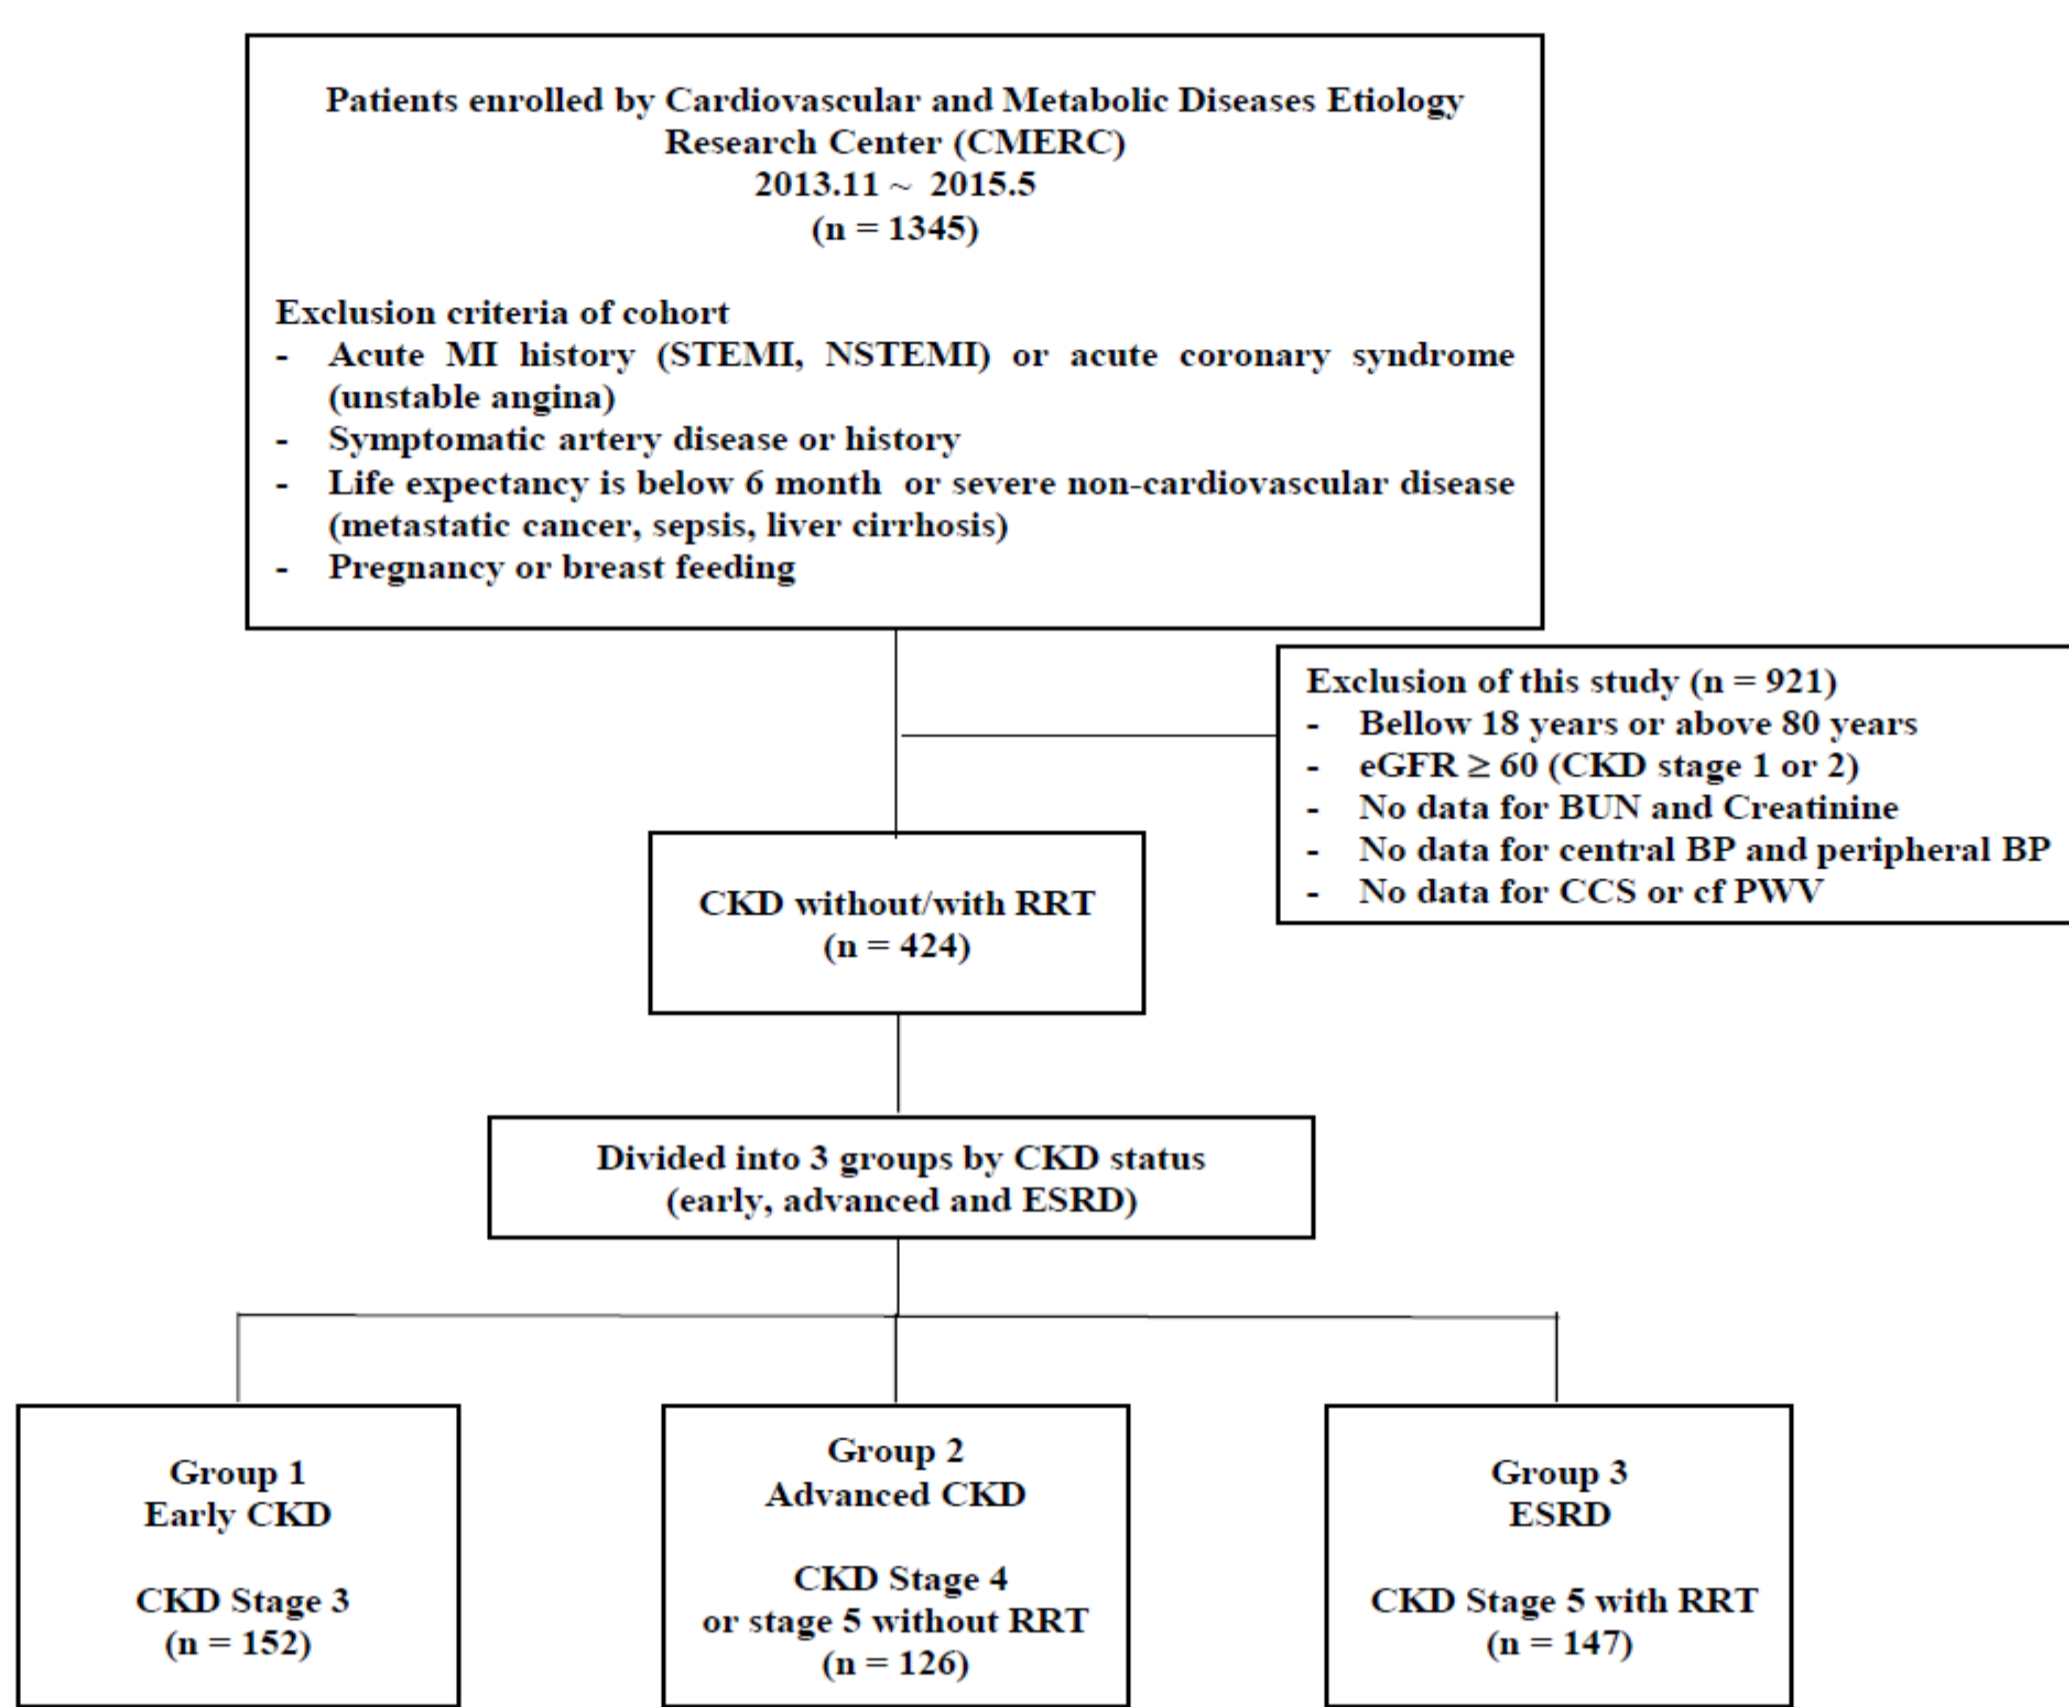 Patients enrolled by Cardiovascular and Metabolic Diseases Etiology
Research Center (CMERC)
2013.11 ~ 2015.5
(n = 1345)
Exclusion criteria of cohort
- Acute MI history (STEMI, NSTEMI) or acute coronary syndrome
(unstable angina)
- Symptomatic artery disease or history
- Life expectancy is below 6 month or severe non-cardiovascular disease
(metastatic cancer, sepsis, liver cirrhosis)
- Pregnancy or breast feeding
Exclusion of this study (n = 921)
- Bellow 18 years or above 80 years
- eGFR ≥ 60 (CKD stage 1 or 2)
- No data for BUN and Creatinine
- No data for central BP and peripheral BP
- No data for CCS or cf PWV
CKD without/with RRT
(n = 424)
Divided into 3 groups by CKD status
(early, advanced and ESRD)
Group 1
Early CKD
CKD Stage 3
(n = 152)
Group 2
Advanced CKD
CKD Stage 4
or stage 5 without RRT
(n = 126)
Group 3
ESRD
CKD Stage 5 with RRT
(n = 147)